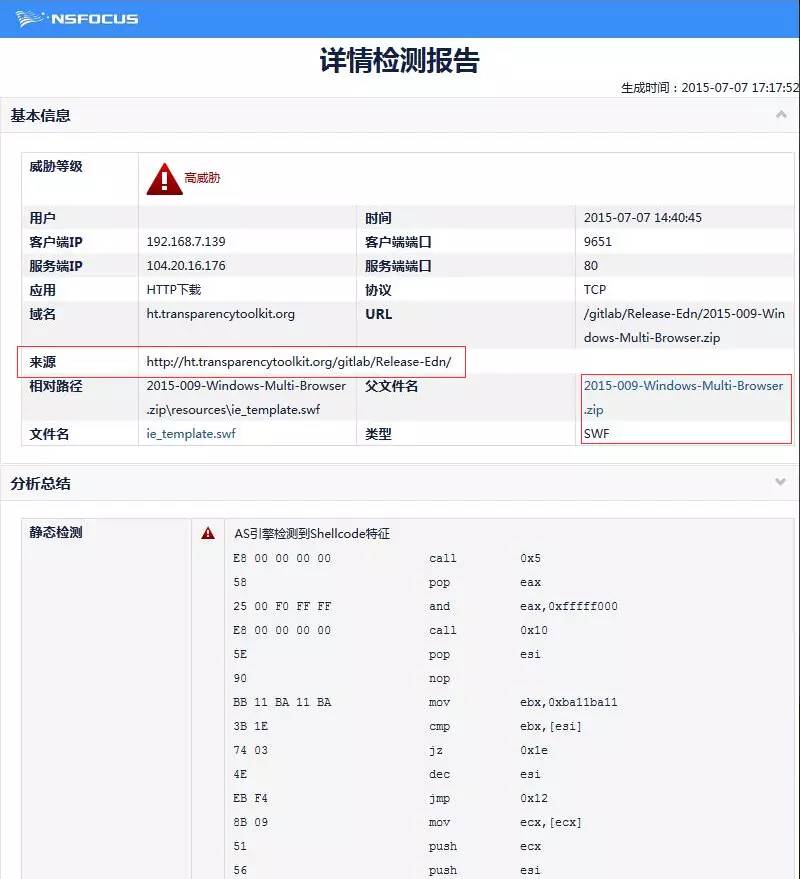 NSFOCUS
详情检测报告
生成时间：2015-07-07 17:17:52
基本信息
威胁等级 高威胁
用户 时间 2015-07-07 14:40:45
客户端IP 192.168.7.139 客户端端口 9651
服务端IP 104.20.16.176 服务端端口 80
应用 HTTP下载 协议 TCP
域名 ht.transparencytoolkit.org URL /gitlab/Release-Edn/2015-009-Win
dows-Multi-Browser.zip
来源 http://ht.transparencytoolkit.org/gitlab/Release-Edn/
相对路径 2015-009-Windows-Multi-Browser 父文件名 2015-009-Windows-Multi-Browser
.zip\resources\ie_template.swf .zip
文件名 ie_template.swf 类型 SWF
分析总结
静态检测 AS引擎检测到Shellcode特征
E8 00 00 00 00 call 0x5
58 pop eax
25 00 F0 FF FF and eax,0xfffff000
E8 00 00 00 00 call 0x10
5E pop esi
90 nop
BB 11 BA 11 BA mov ebx,0xba11ba11
3B 1E cmp ebx,[esi]
74 03 jz 0x1e
4E dec esi
EB F4 jmp 0x12
8B 09 mov ecx,[ecx]
51 push ecx
56 push esi